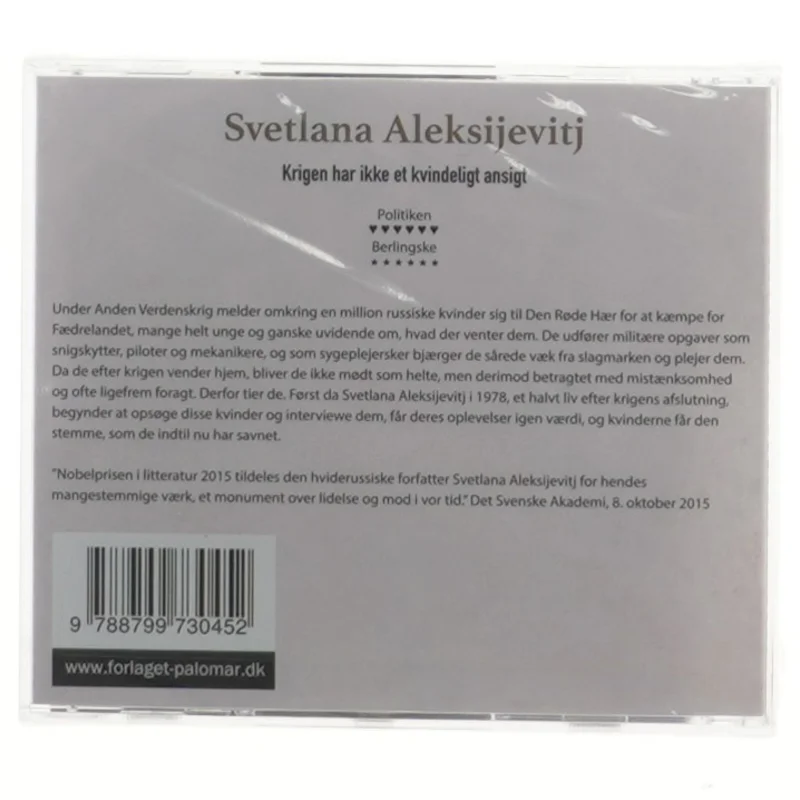 Svetlana Aleksijevitj
Krigen har ikke et kvindeligt ansigt
Politiken
♥♥♥♥♥♥
Berlingske
★★★★★★
Under Anden Verdenskrig melder omkring en million russiske kvinder sig til Den Røde Hær for at kæmpe for
Fædrelandet, mange helt unge og ganske uvidende om, hvad der venter dem. De udfører militære opgaver som
snigskytter, piloter og mekanikere, og som sygeplejersker bjærger de sårede væk fra slagmarken og plejer dem.
Da de efter krigen vender hjem, bliver de ikke mødt som helte, men derimod betragtet med mistænksomhed
og ofte ligefrem foragt. Derfor tier de. Først da Svetlana Aleksijevitj i 1978, et halvt liv efter krigens afslutning,
begynder at opsøge disse kvinder og interviewe dem, får deres oplevelser igen værdi, og kvinderne får den
stemme, som de indtil nu har savnet.
"Nobelprisen i litteratur 2015 tildeles den hviderussiske forfatter Svetlana Aleksijevitj for hendes
mangestemmige værk, et monument over lidelse og mod i vor tid." Det Svenske Akademi, 8. oktober 2015
9 788799 730452
www.forlaget-palomar.dk